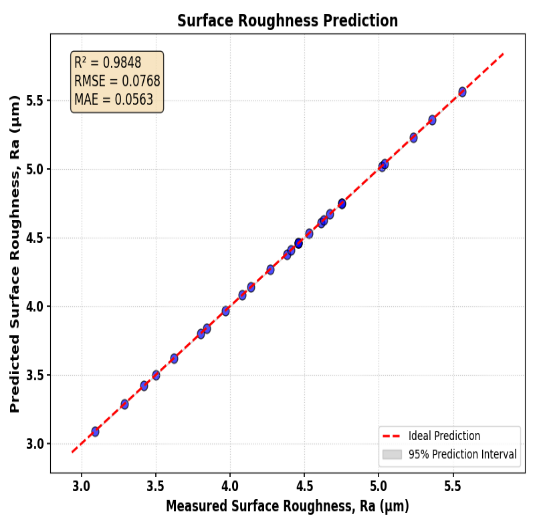 Surface Roughness Prediction
R² = 0.9848
RMSE = 0.0768
MAE = 0.0563
Predicted Surface Roughness, Ra (μm)
5.5
5.0
4.5
4.0
3.5
3.0
Ideal Prediction
95% Prediction Interval
3.0 3.5 4.0 4.5 5.0 5.5
Measured Surface Roughness, Ra (μm)